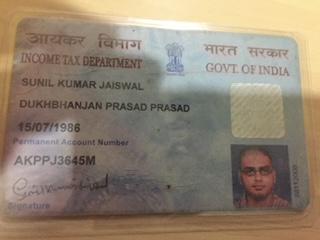 आयकर विभाग भारत सरकार
INCOME TAX DEPARTMENT GOVT. OF INDIA
SUNIL KUMAR JAISWAL
DUKHBHANJAN PRASAD PRASAD
15/07/1986
Permanent Account Number
AKPPJ3645M
Signature